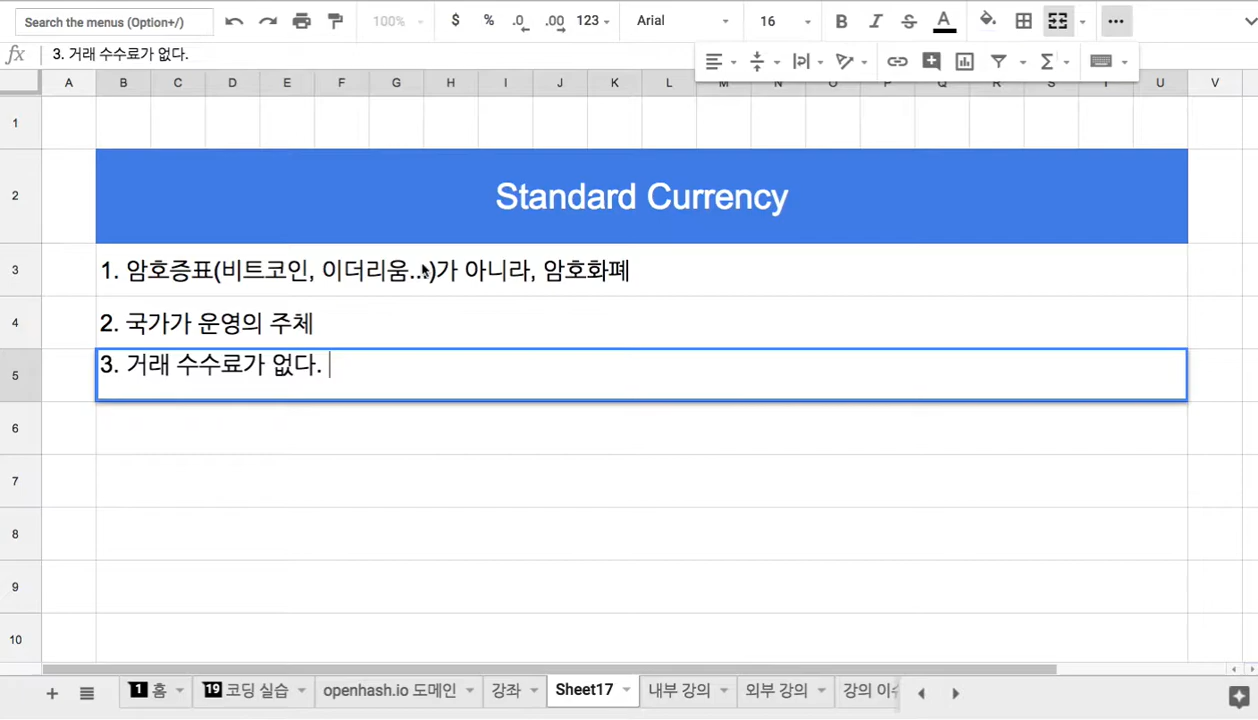 Search the menus (Option+/) 100% $ % .0 .00 123 Arial 16 B I S A
fx 3. 거래 수수료가 없다.
A B C D E F G H I J K L M N O P Q R S T U V
1
2 Standard Currency
3 1. 암호증표(비트코인, 이더리움...)가 아니라, 암호화폐
4 2. 국가가 운영의 주체
5 3. 거래 수수료가 없다.
6
7
8
9
10
1 홈 19 코딩 실습 openhash.io 도메인 강좌 Sheet17 내부 강의 외부 강의 강의 이